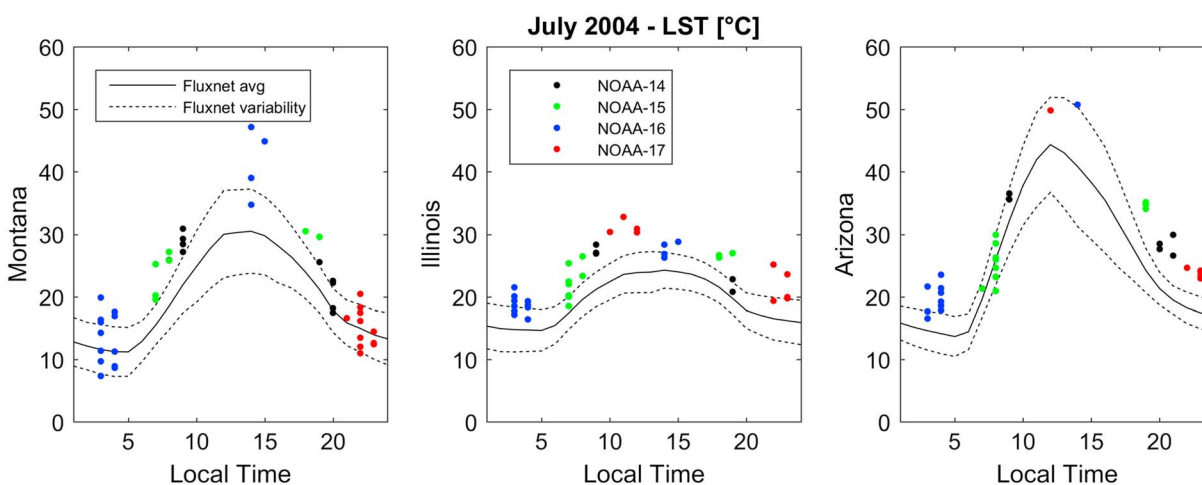 July 2004 - LST [°C]
Montana
60
50
40
30
20
10
0
Fluxnet avg
Fluxnet variability
5
10
15
20
Local Time
Illinois
60
50
40
30
20
10
0
NOAA-14
NOAA-15
NOAA-16
NOAA-17
5
10
15
20
Local Time
Arizona
60
50
40
30
20
10
0
5
10
15
20
Local Time